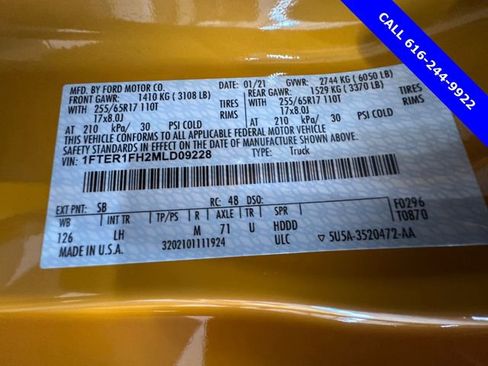 CALL 616-244-9922
MFD. BY FORD MOTOR CO.
01/21 GVWR: 2744 KG ( 6050 LB)
FRONT GAWR: 1410 KG ( 3108 LB) REAR GAWR: 1529 KG ( 3370 LB)
WITH 255/65R17 110T TIRES WITH 255/65R17 110T TIRES
17x8.0J RIMS 17x8.0J RIMS
AT 210 kPa/ 30 PSI COLD AT 210 kPa/ 30 PSI COLD
THIS VEHICLE CONFORMS TO ALL APPLICABLE FEDERAL MOTOR VEHICLE
SAFETY STANDARDS IN EFFECT ON THE DATE OF MANUFACTURE SHOWN ABOVE.
VIN: 1FTER1FH2MLD09228 TYPE: Truck
F0296
T0870
EXT PNT: SB RC: 48 DSO:
WB INT TR TP/PS R AXLE TR SPR
126 LH M 71 U HDDD
MADE IN U.S.A. 3202101111924 ULC ▽ 5U5A-3520472-AA